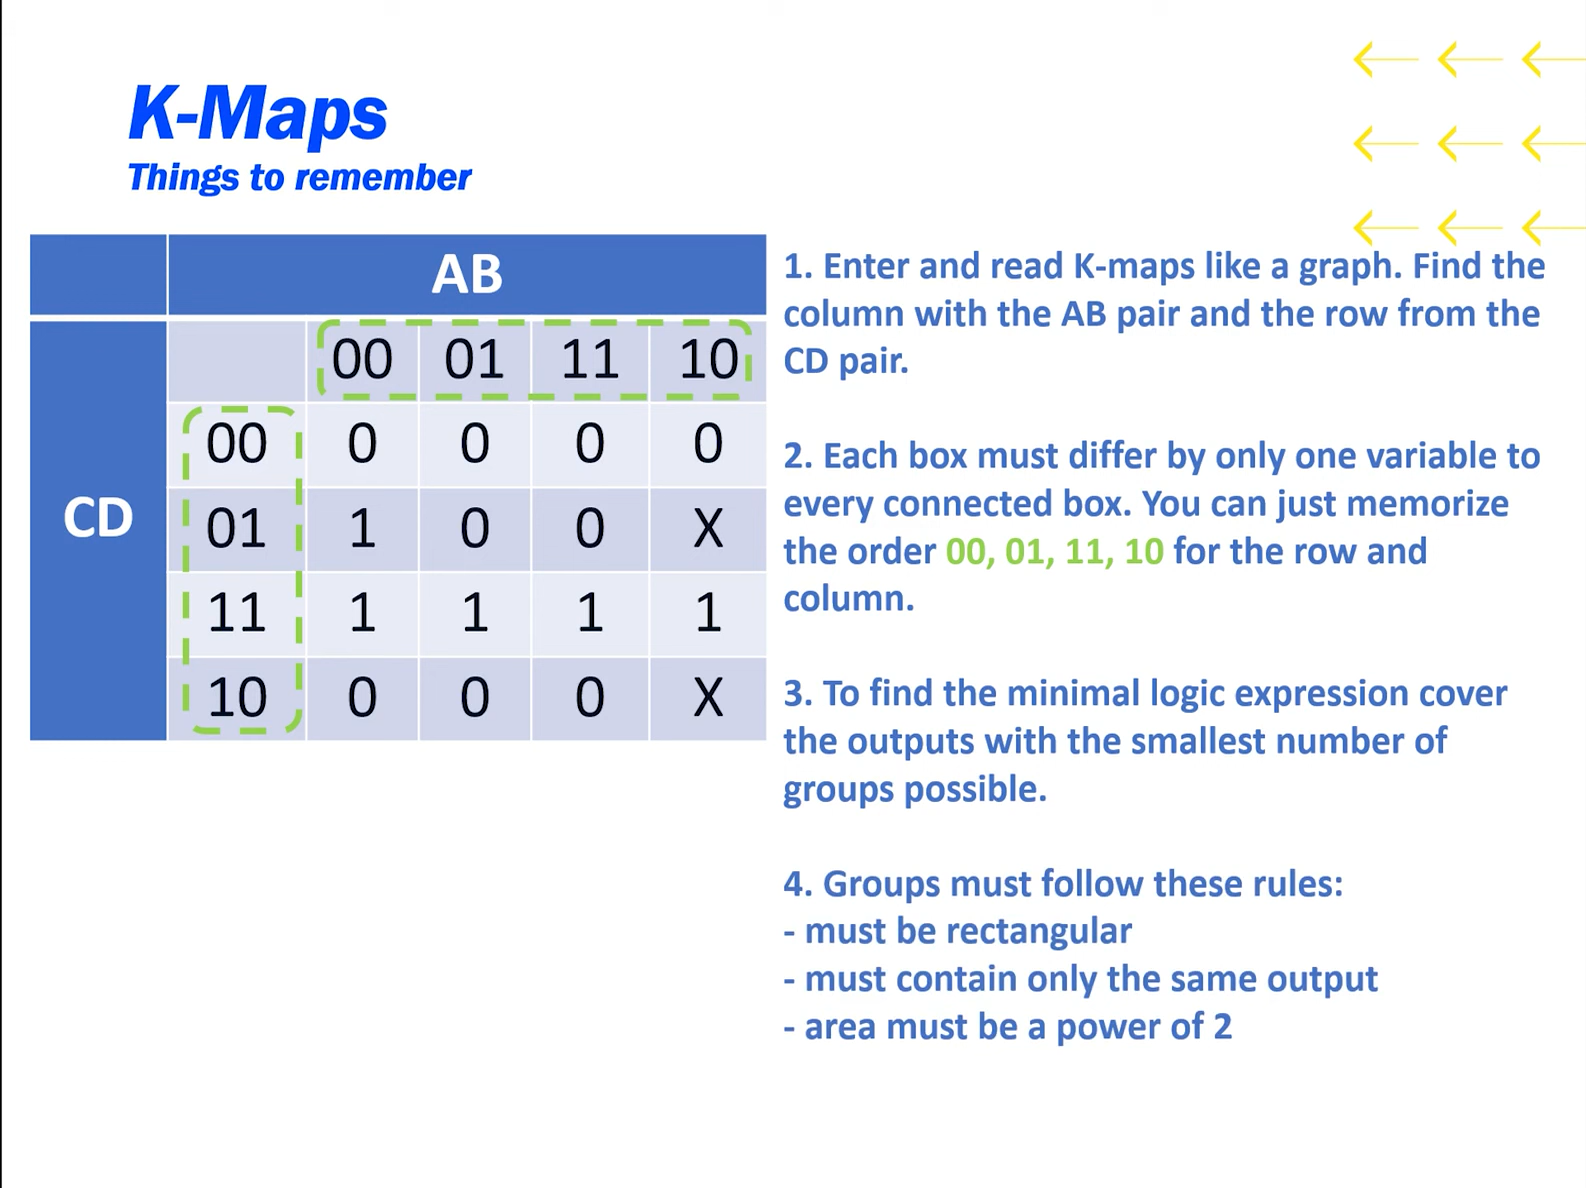 K-Maps
Things to remember
AB
00 01 11 10
CD
00 0 0 0 0
01 1 0 0 X
11 1 1 1 1
10 0 0 0 X
1. Enter and read K-maps like a graph. Find the
column with the AB pair and the row from the
CD pair.
2. Each box must differ by only one variable to
every connected box. You can just memorize
the order 00, 01, 11, 10 for the row and
column.
3. To find the minimal logic expression cover
the outputs with the smallest number of
groups possible.
4. Groups must follow these rules:
- must be rectangular
- must contain only the same output
- area must be a power of 2